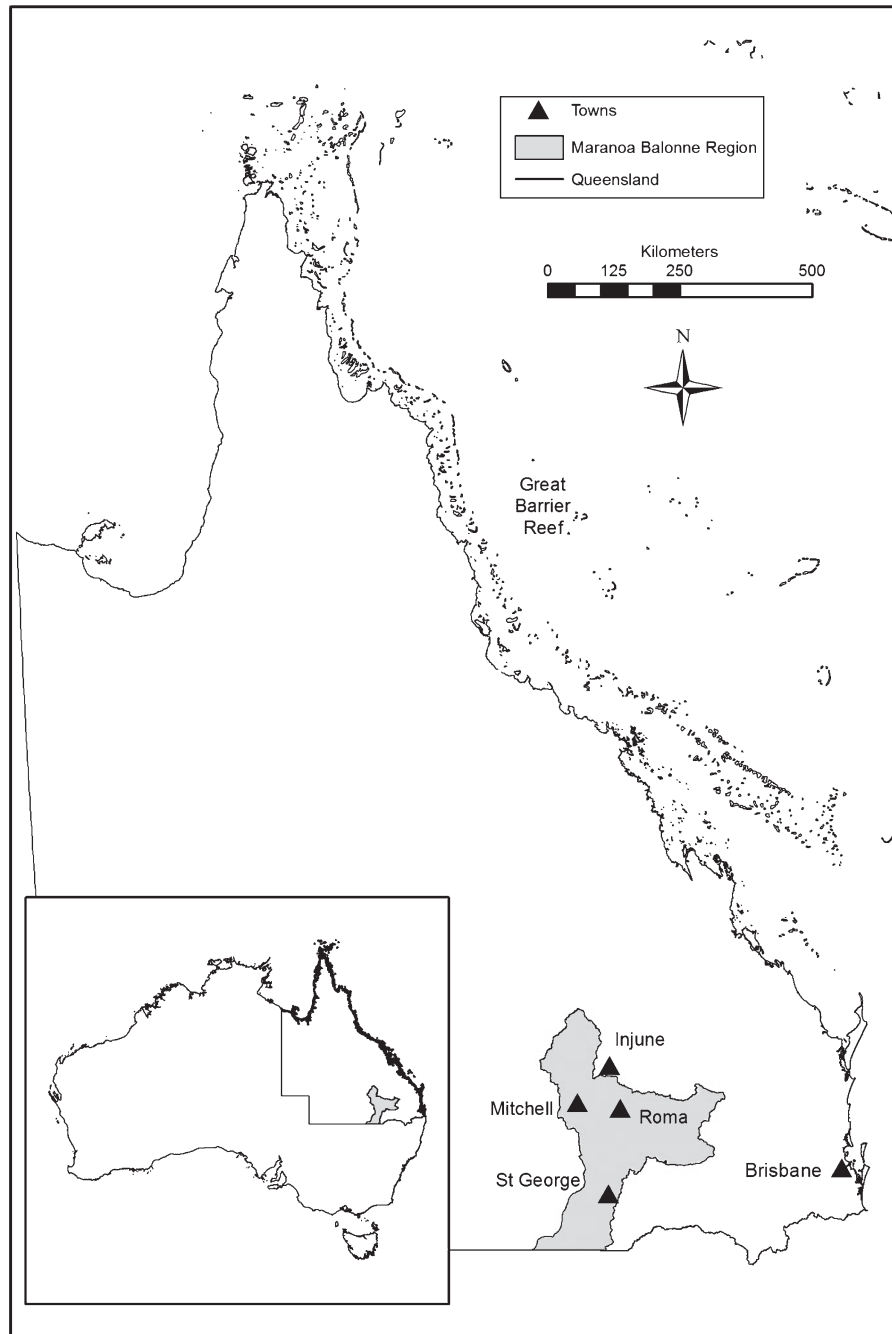 Towns
Maranoa Balonne Region
Queensland
Kilometers
0 125 250 500
N
Great
Barrier
Reef
Injune
Mitchell
Roma
St George
Brisbane